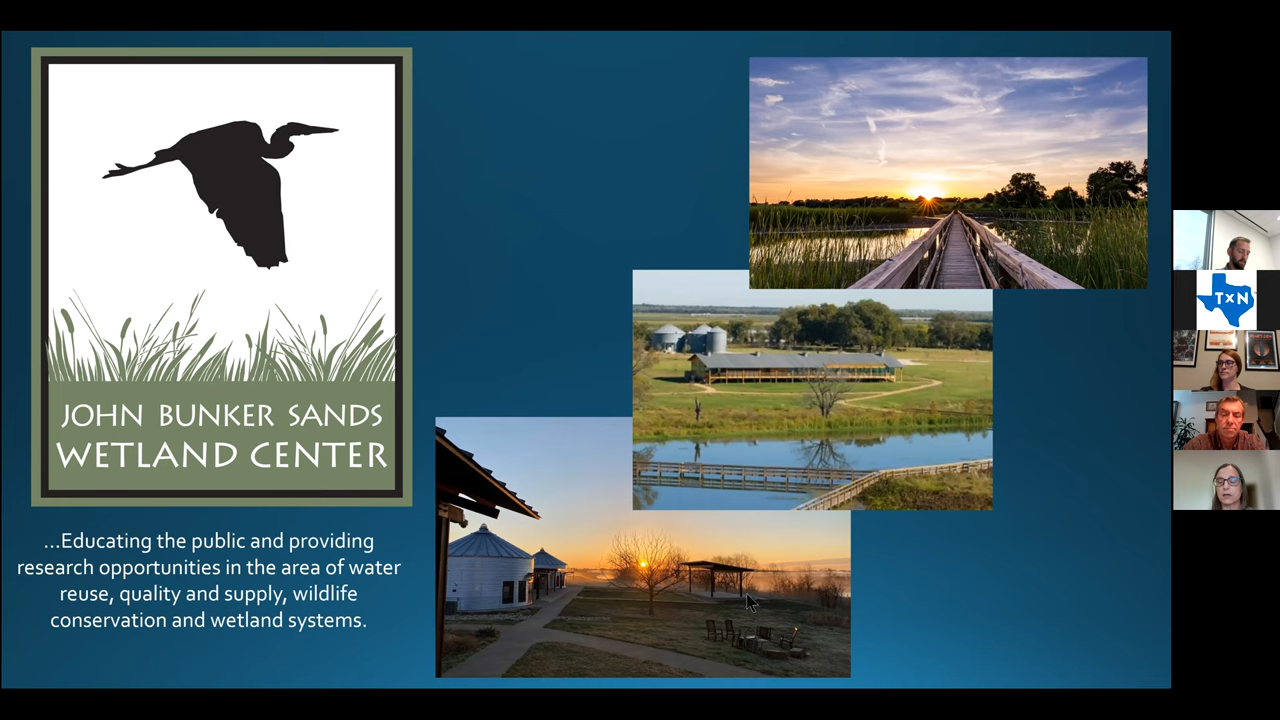 JOHN BUNKER SANDS
WETLAND CENTER
...Educating the public and providing
research opportunities in the area of water
reuse, quality and supply, wildlife
conservation and wetland systems.
TXN